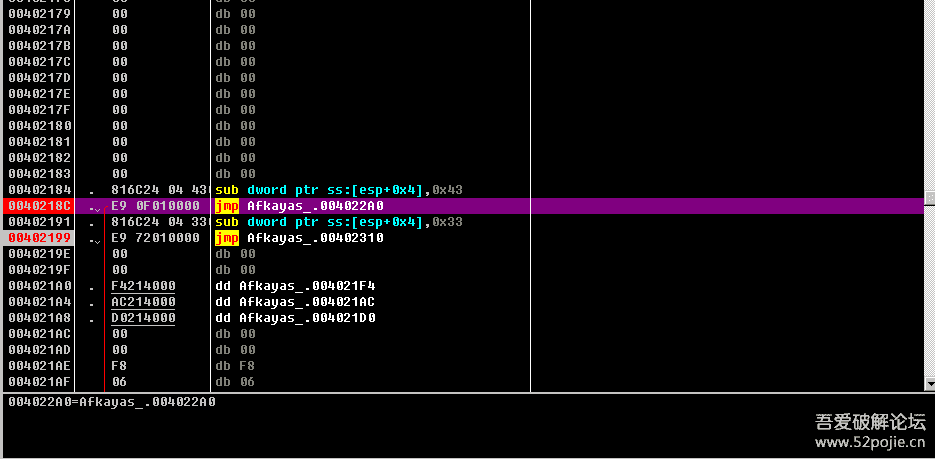 00402179 00 db 00
0040217A 00 db 00
0040217B 00 db 00
0040217C 00 db 00
0040217D 00 db 00
0040217E 00 db 00
0040217F 00 db 00
00402180 00 db 00
00402181 00 db 00
00402182 00 db 00
00402183 00 db 00
00402184 . 816C24 04 43 sub dword ptr ss:[esp+0x4],0x43
0040218C .⌄ E9 0F010000 jmp Afkayas_.004022A0
00402191 . 816C24 04 33 sub dword ptr ss:[esp+0x4],0x33
00402199 .⌄ E9 72010000 jmp Afkayas_.00402310
0040219E 00 db 00
0040219F 00 db 00
004021A0 . F4214000 dd Afkayas_.004021F4
004021A4 . AC214000 dd Afkayas_.004021AC
004021A8 . D0214000 dd Afkayas_.004021D0
004021AC 00 db 00
004021AD 00 db 00
004021AE F8 db F8
004021AF 06 db 06
004022A0=Afkayas_.004022A0
吾爱破解论坛
www.52pojie.cn